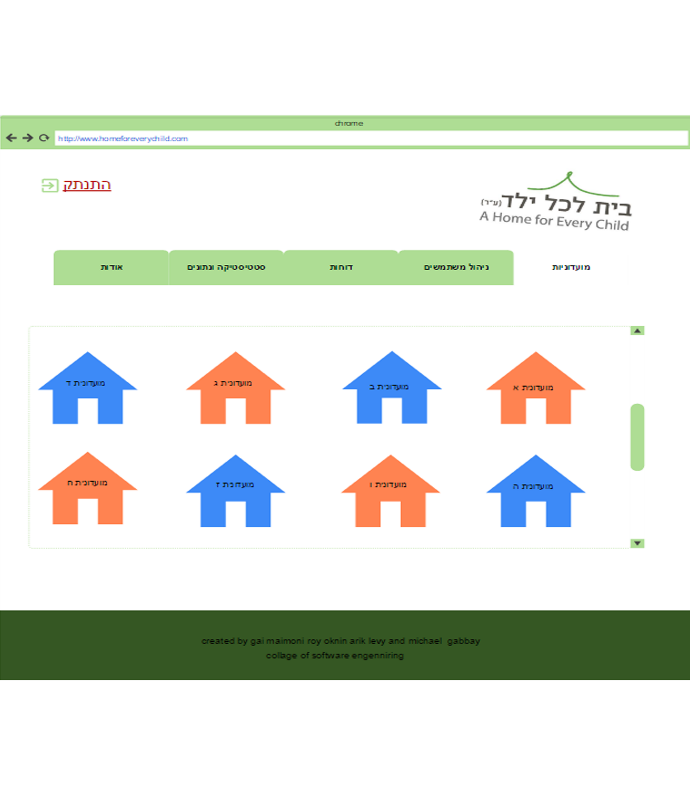 chrome
http://www.homeforeverychild.com
התנתק
בית לכל ילד (ע״ר)
A Home for Every Child
מועדוניות
ניהול משתמשים
דוחות
סטטיסטיקה ונתונים
אודות
מועדונית א
מועדונית ב
מועדונית ג
מועדונית ד
מועדונית ה
מועדונית ו
מועדונית ז
מועדונית ח
created by gai maimoni roy oknin arik levy and michael gabbay
collage of software engenniring